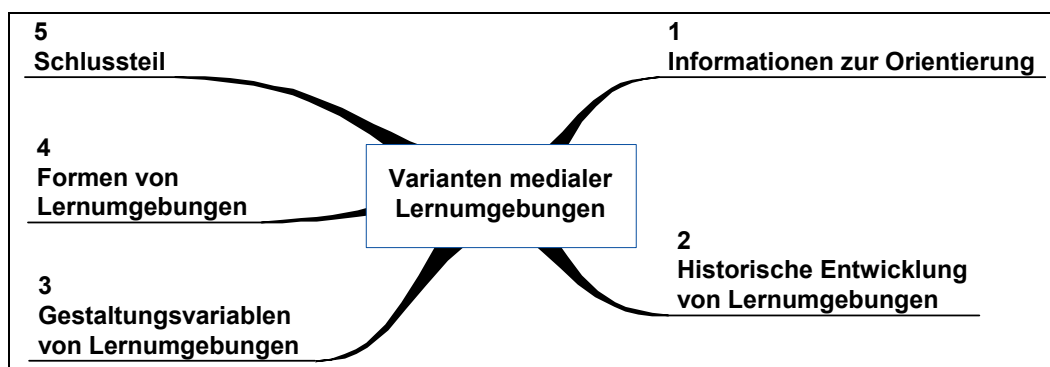 5
Schlussteil
1
Informationen zur Orientierung
4
Formen von
Lernumgebungen
Varianten medialer
Lernumgebungen
2
Historische Entwicklung
von Lernumgebungen
3
Gestaltungsvariablen
von Lernumgebungen